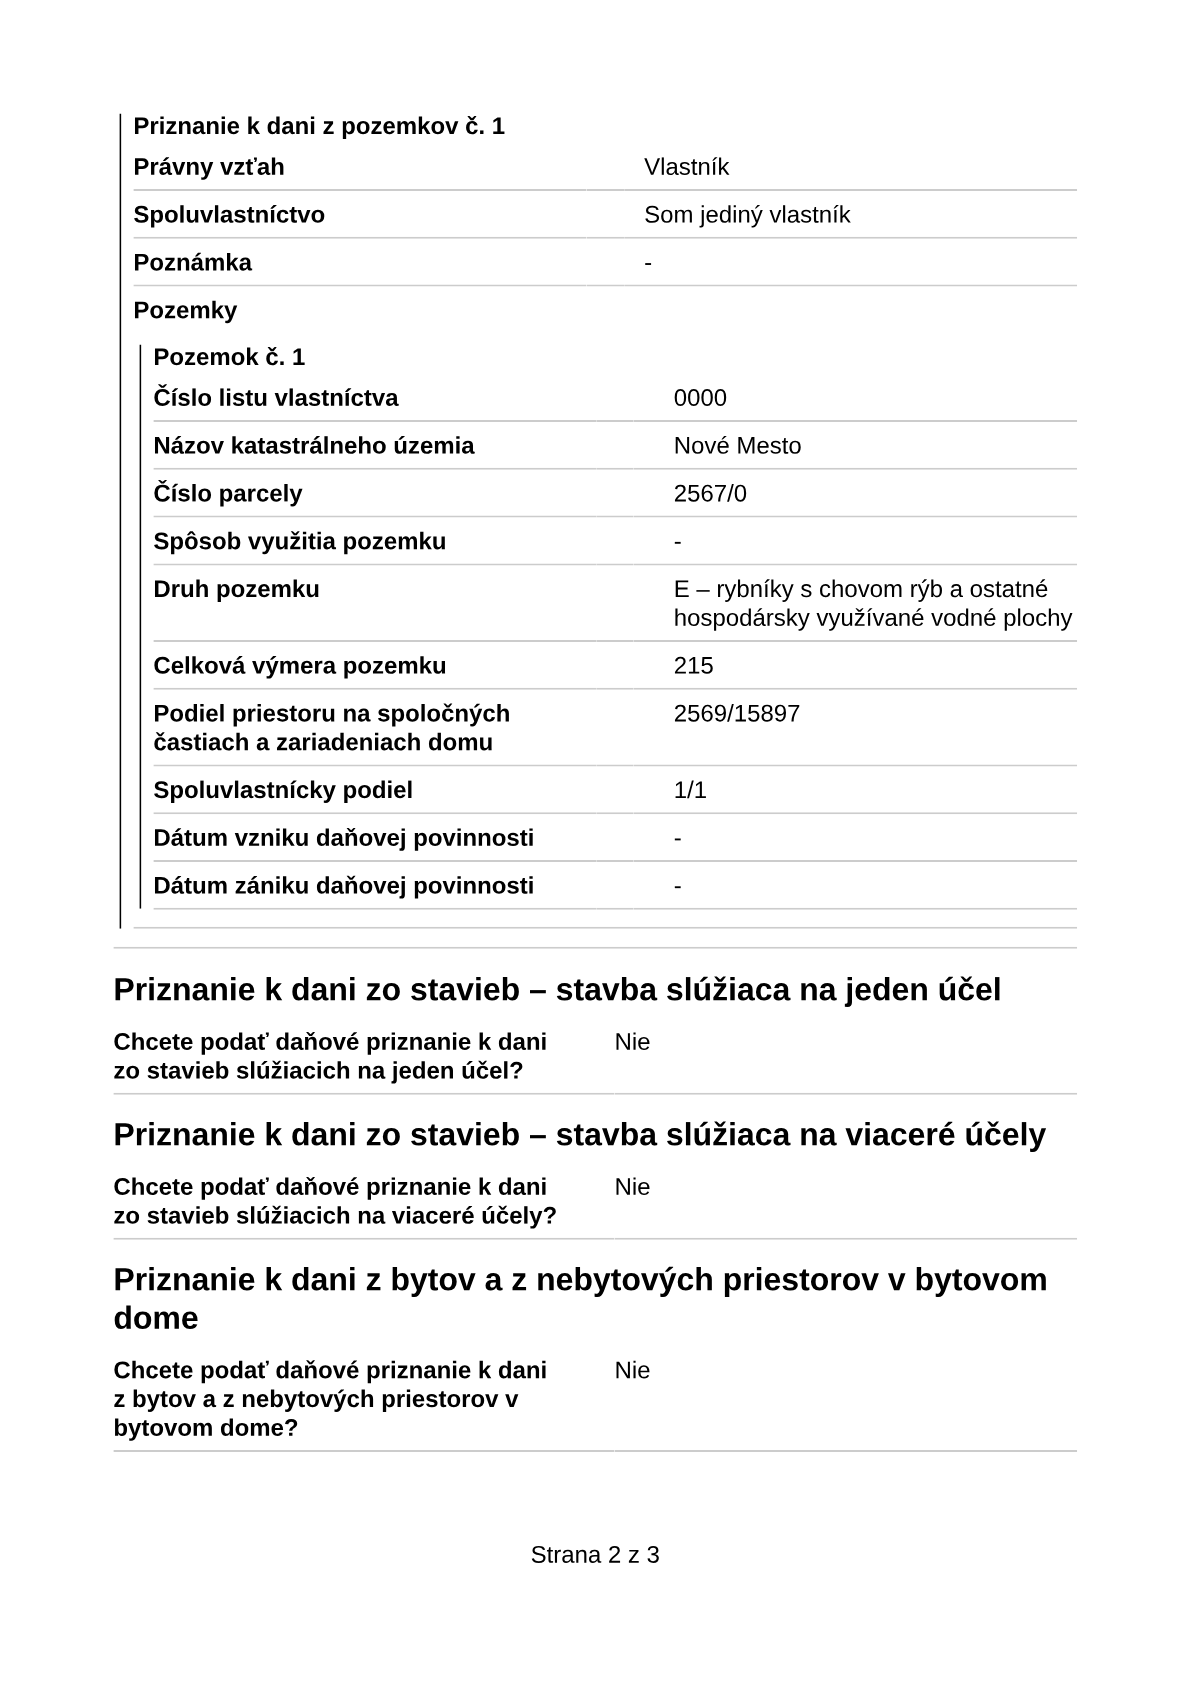 Priznanie k dani z pozemkov č. 1
Právny vzťah Vlastník
Spoluvlastníctvo Som jediný vlastník
Poznámka -
Pozemky
Pozemok č. 1
Číslo listu vlastníctva 0000
Názov katastrálneho územia Nové Mesto
Číslo parcely 2567/0
Spôsob využitia pozemku -
Druh pozemku E – rybníky s chovom rýb a ostatné
hospodársky využívané vodné plochy
Celková výmera pozemku 215
Podiel priestoru na spoločných 2569/15897
častiach a zariadeniach domu
Spoluvlastnícky podiel 1/1
Dátum vzniku daňovej povinnosti -
Dátum zániku daňovej povinnosti -
Priznanie k dani zo stavieb – stavba slúžiaca na jeden účel
Chcete podať daňové priznanie k dani Nie
zo stavieb slúžiacich na jeden účel?
Priznanie k dani zo stavieb – stavba slúžiaca na viaceré účely
Chcete podať daňové priznanie k dani Nie
zo stavieb slúžiacich na viaceré účely?
Priznanie k dani z bytov a z nebytových priestorov v bytovom
dome
Chcete podať daňové priznanie k dani Nie
z bytov a z nebytových priestorov v
bytovom dome?
Strana 2 z 3